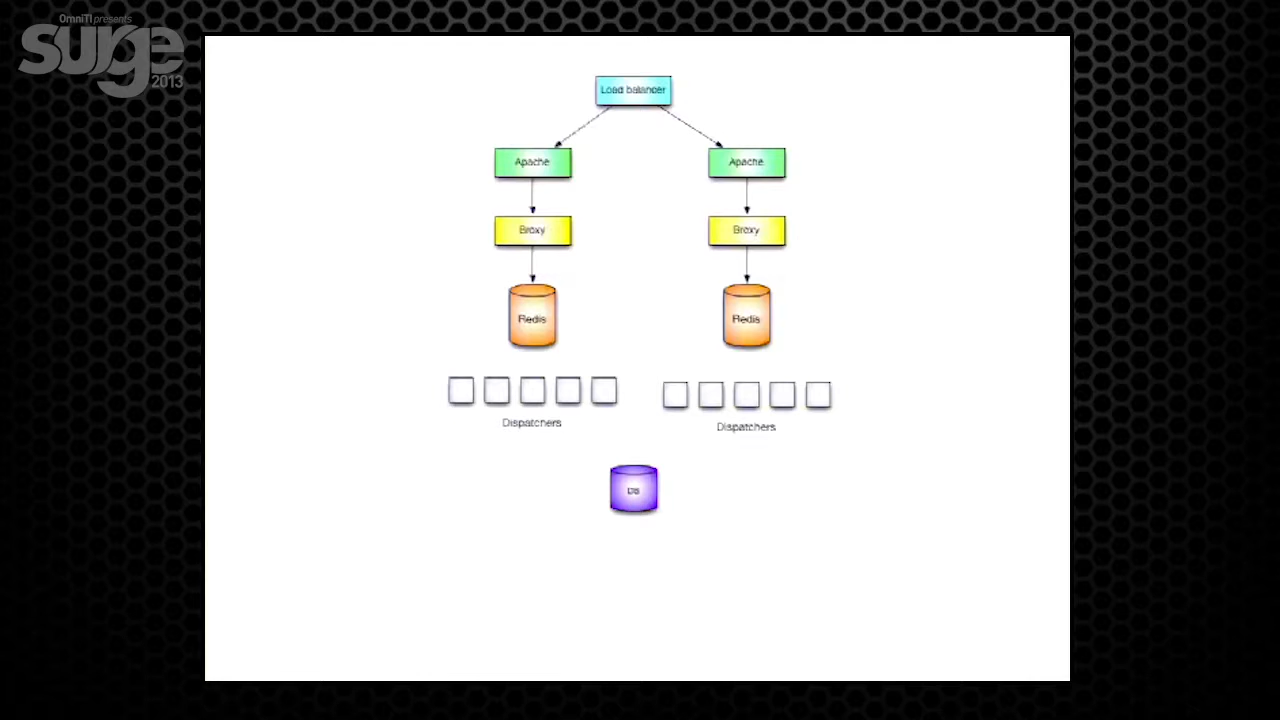 OmniTI presents
surge
2013
Load balancer
Apache
Apache
Broxy
Broxy
Redis
Redis
Dispatchers
Dispatchers
DB